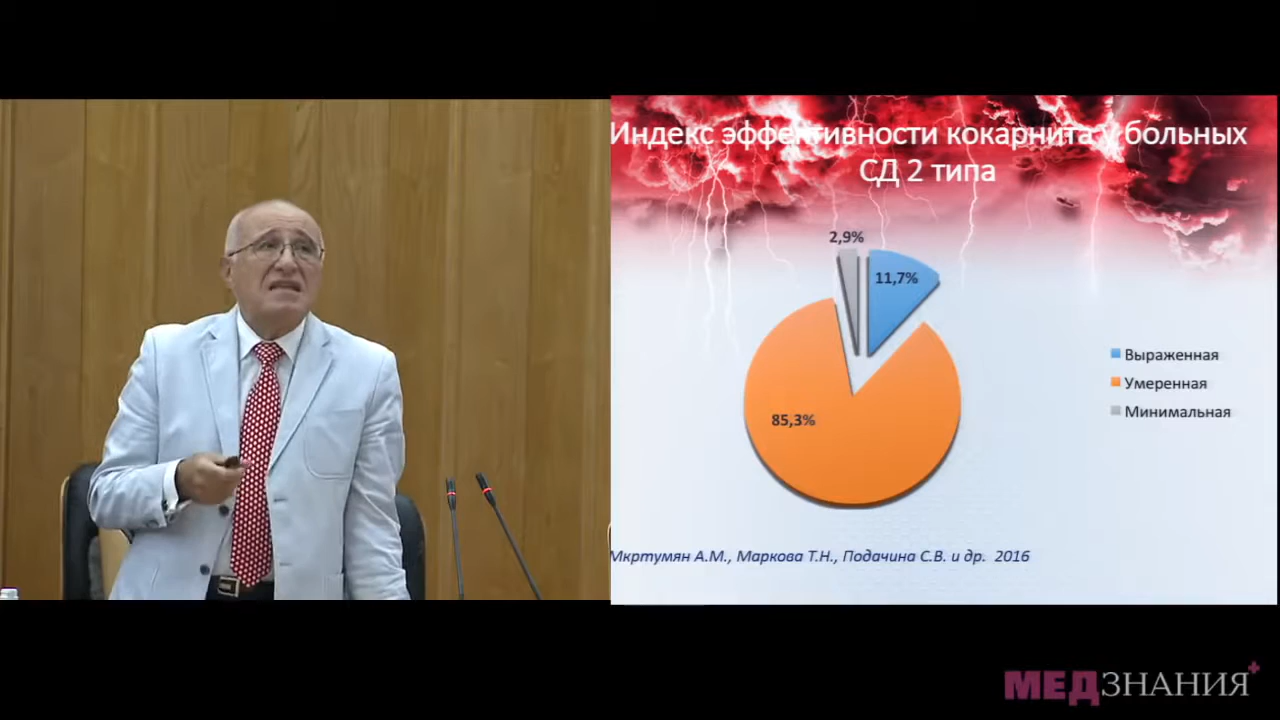 Индекс эффективности кокарнита у больных
СД 2 типа
2,9%
11,7%
85,3%
Выраженная
Умеренная
Минимальная
Мкртумян А.М., Маркова Т.Н., Подачина С.В. и др. 2016
МЕДЗНАНИЯ+